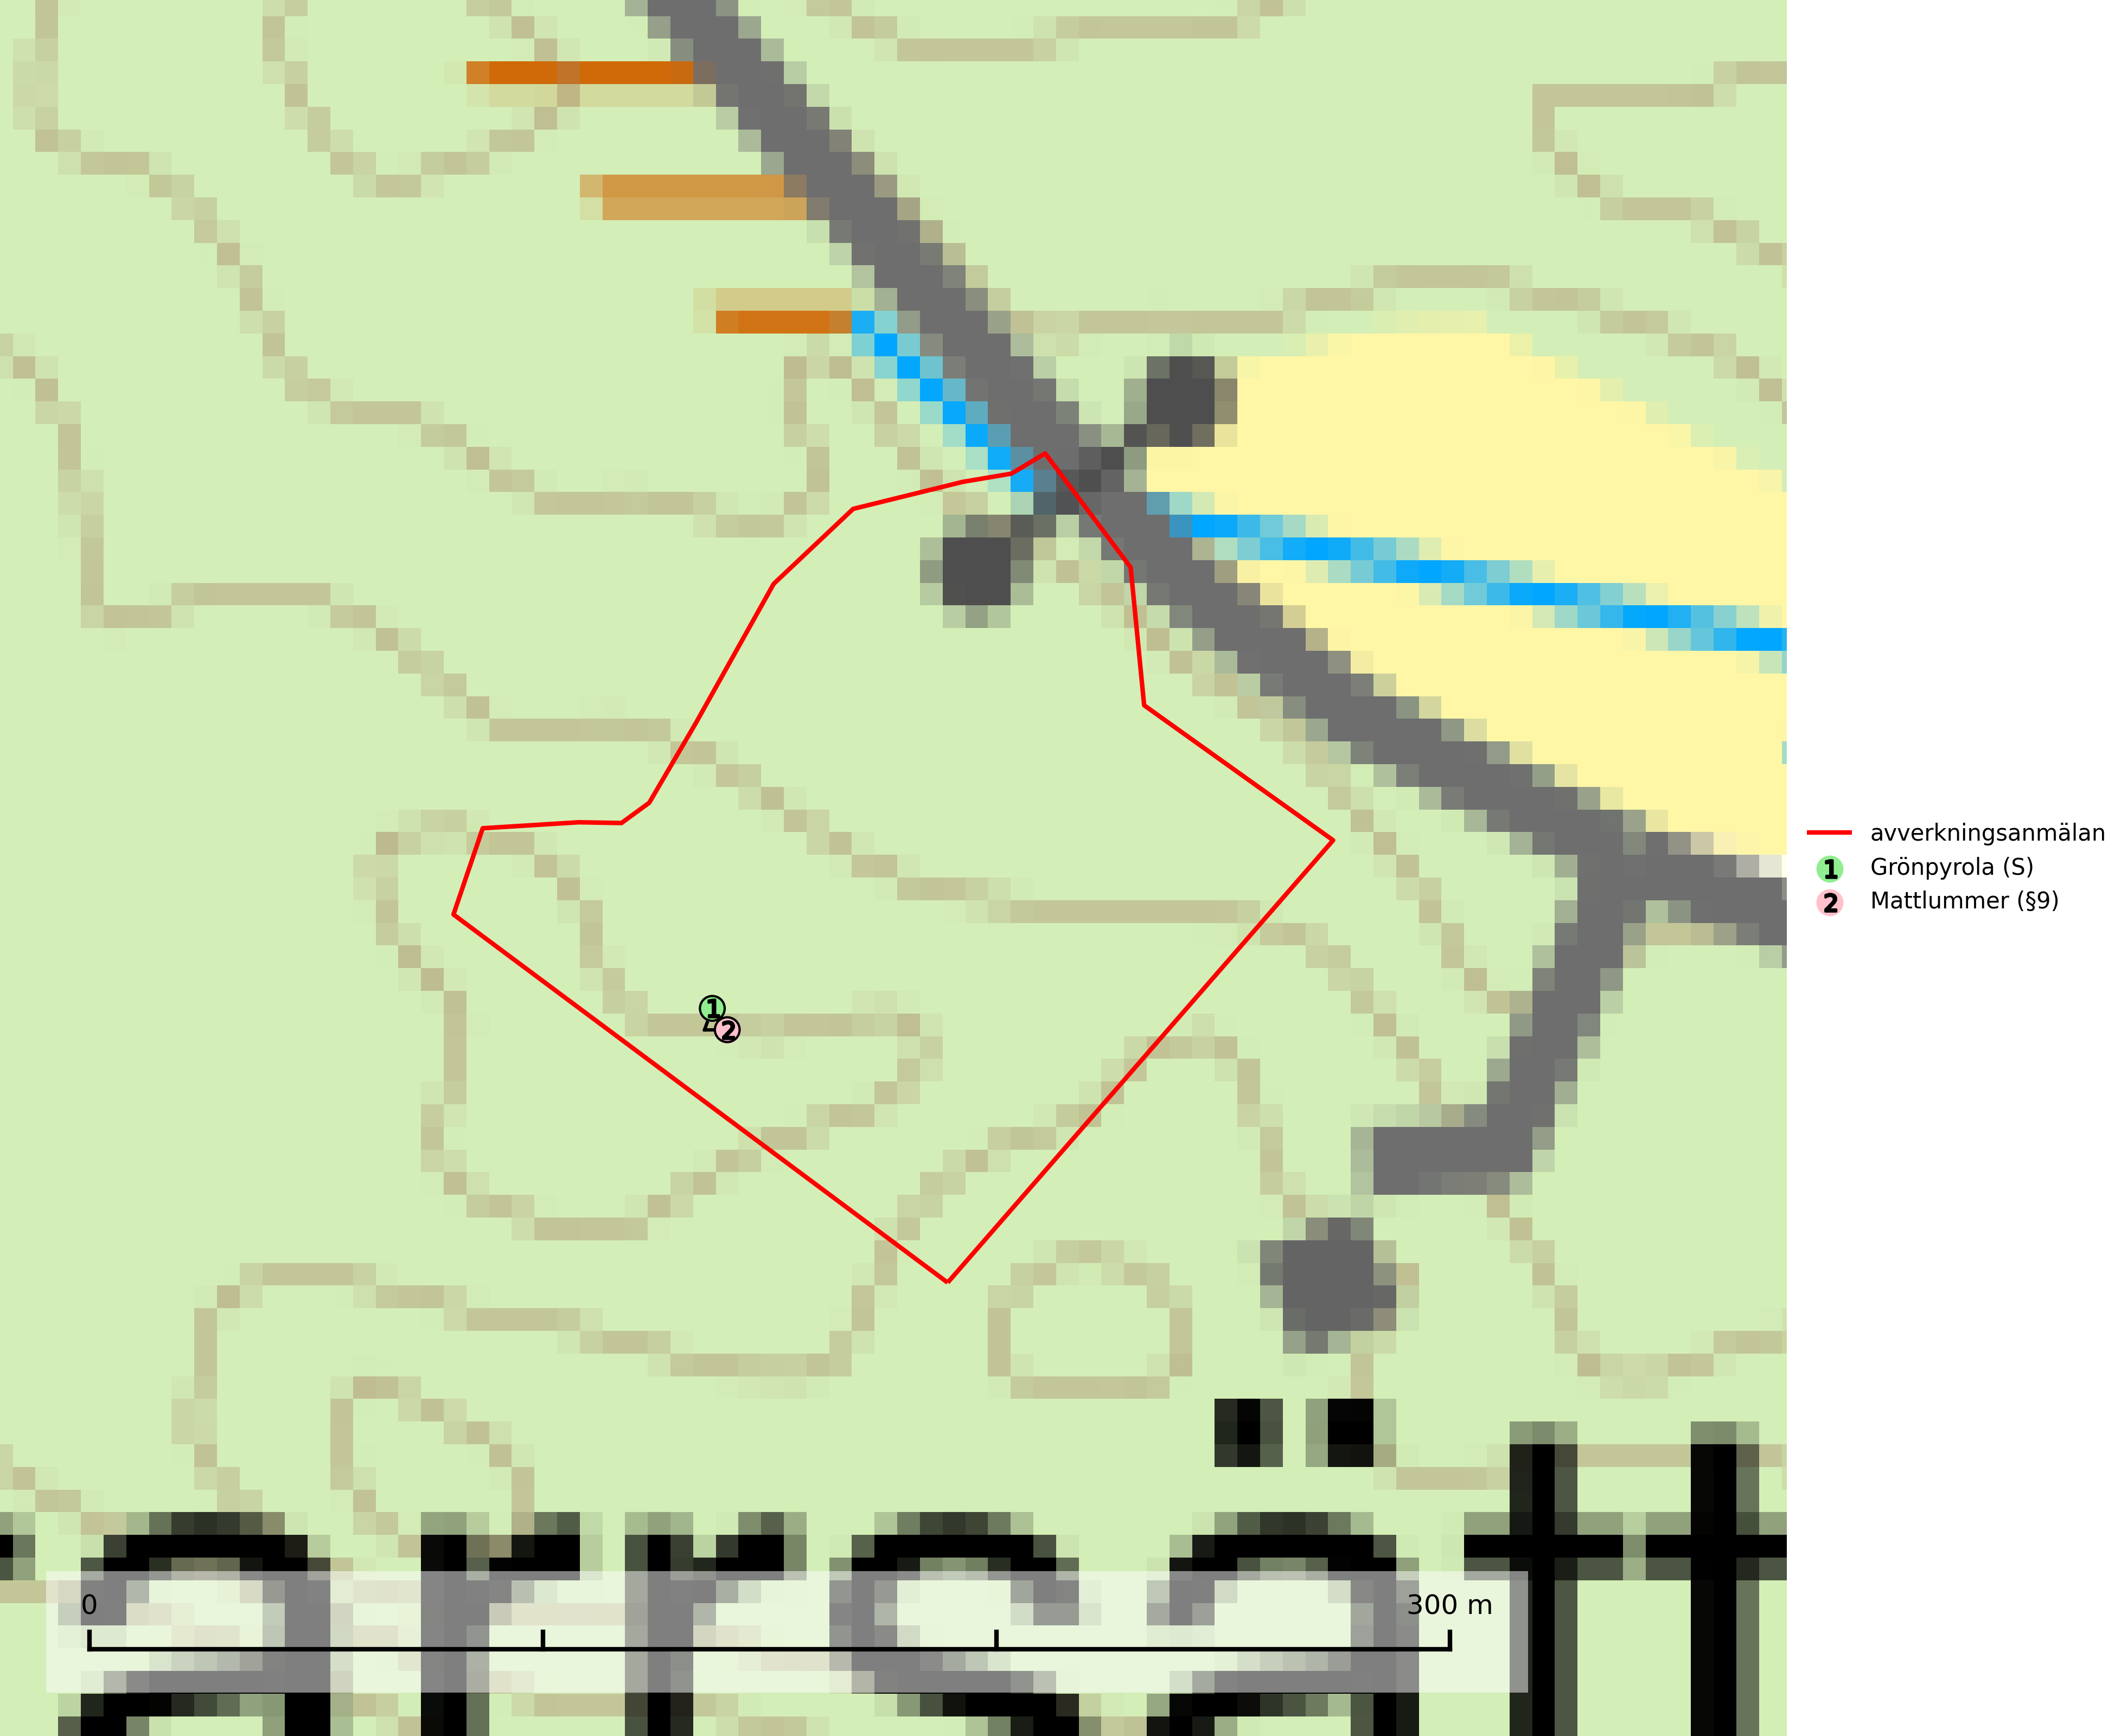 avverkningsanmälan
1 Grönpyrola (S)
2 Mattlummer (§9)
1
2
0 300 m